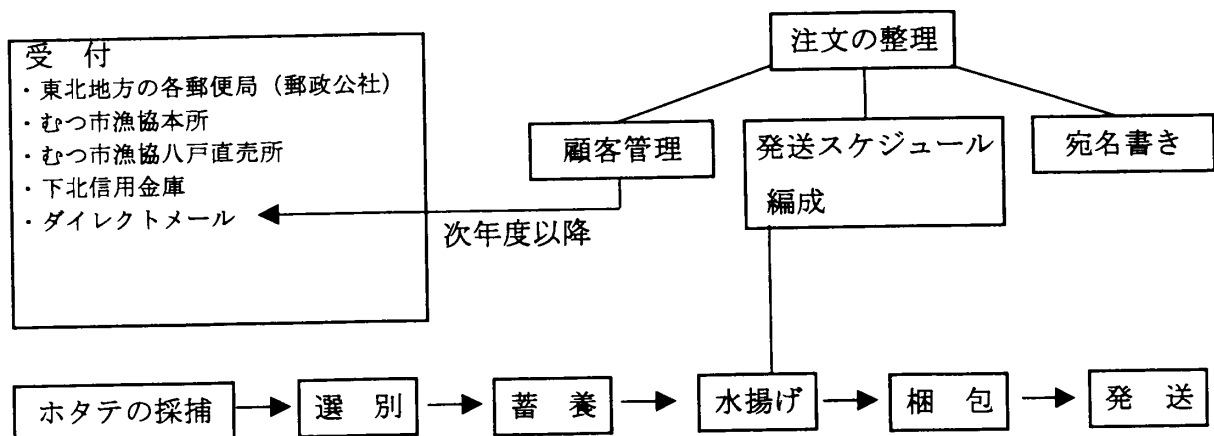 受　付
・東北地方の各郵便局（郵政公社）
・むつ市漁協本所
・むつ市漁協八戸直売所
・下北信用金庫
・ダイレクトメール
次年度以降
注文の整理
顧客管理
発送スケジュール
編成
宛名書き
ホタテの採捕
選　別
蓄　養
水揚げ
梱　包
発　送